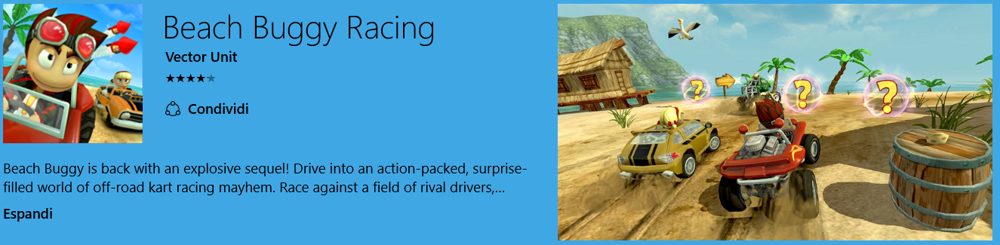 Beach Buggy Racing
Vector Unit
Condividi
Beach Buggy is back with an explosive sequel! Drive into an action-packed, surprise-
filled world of off-road kart racing mayhem. Race against a field of rival drivers,...
Espandi
? ? ?